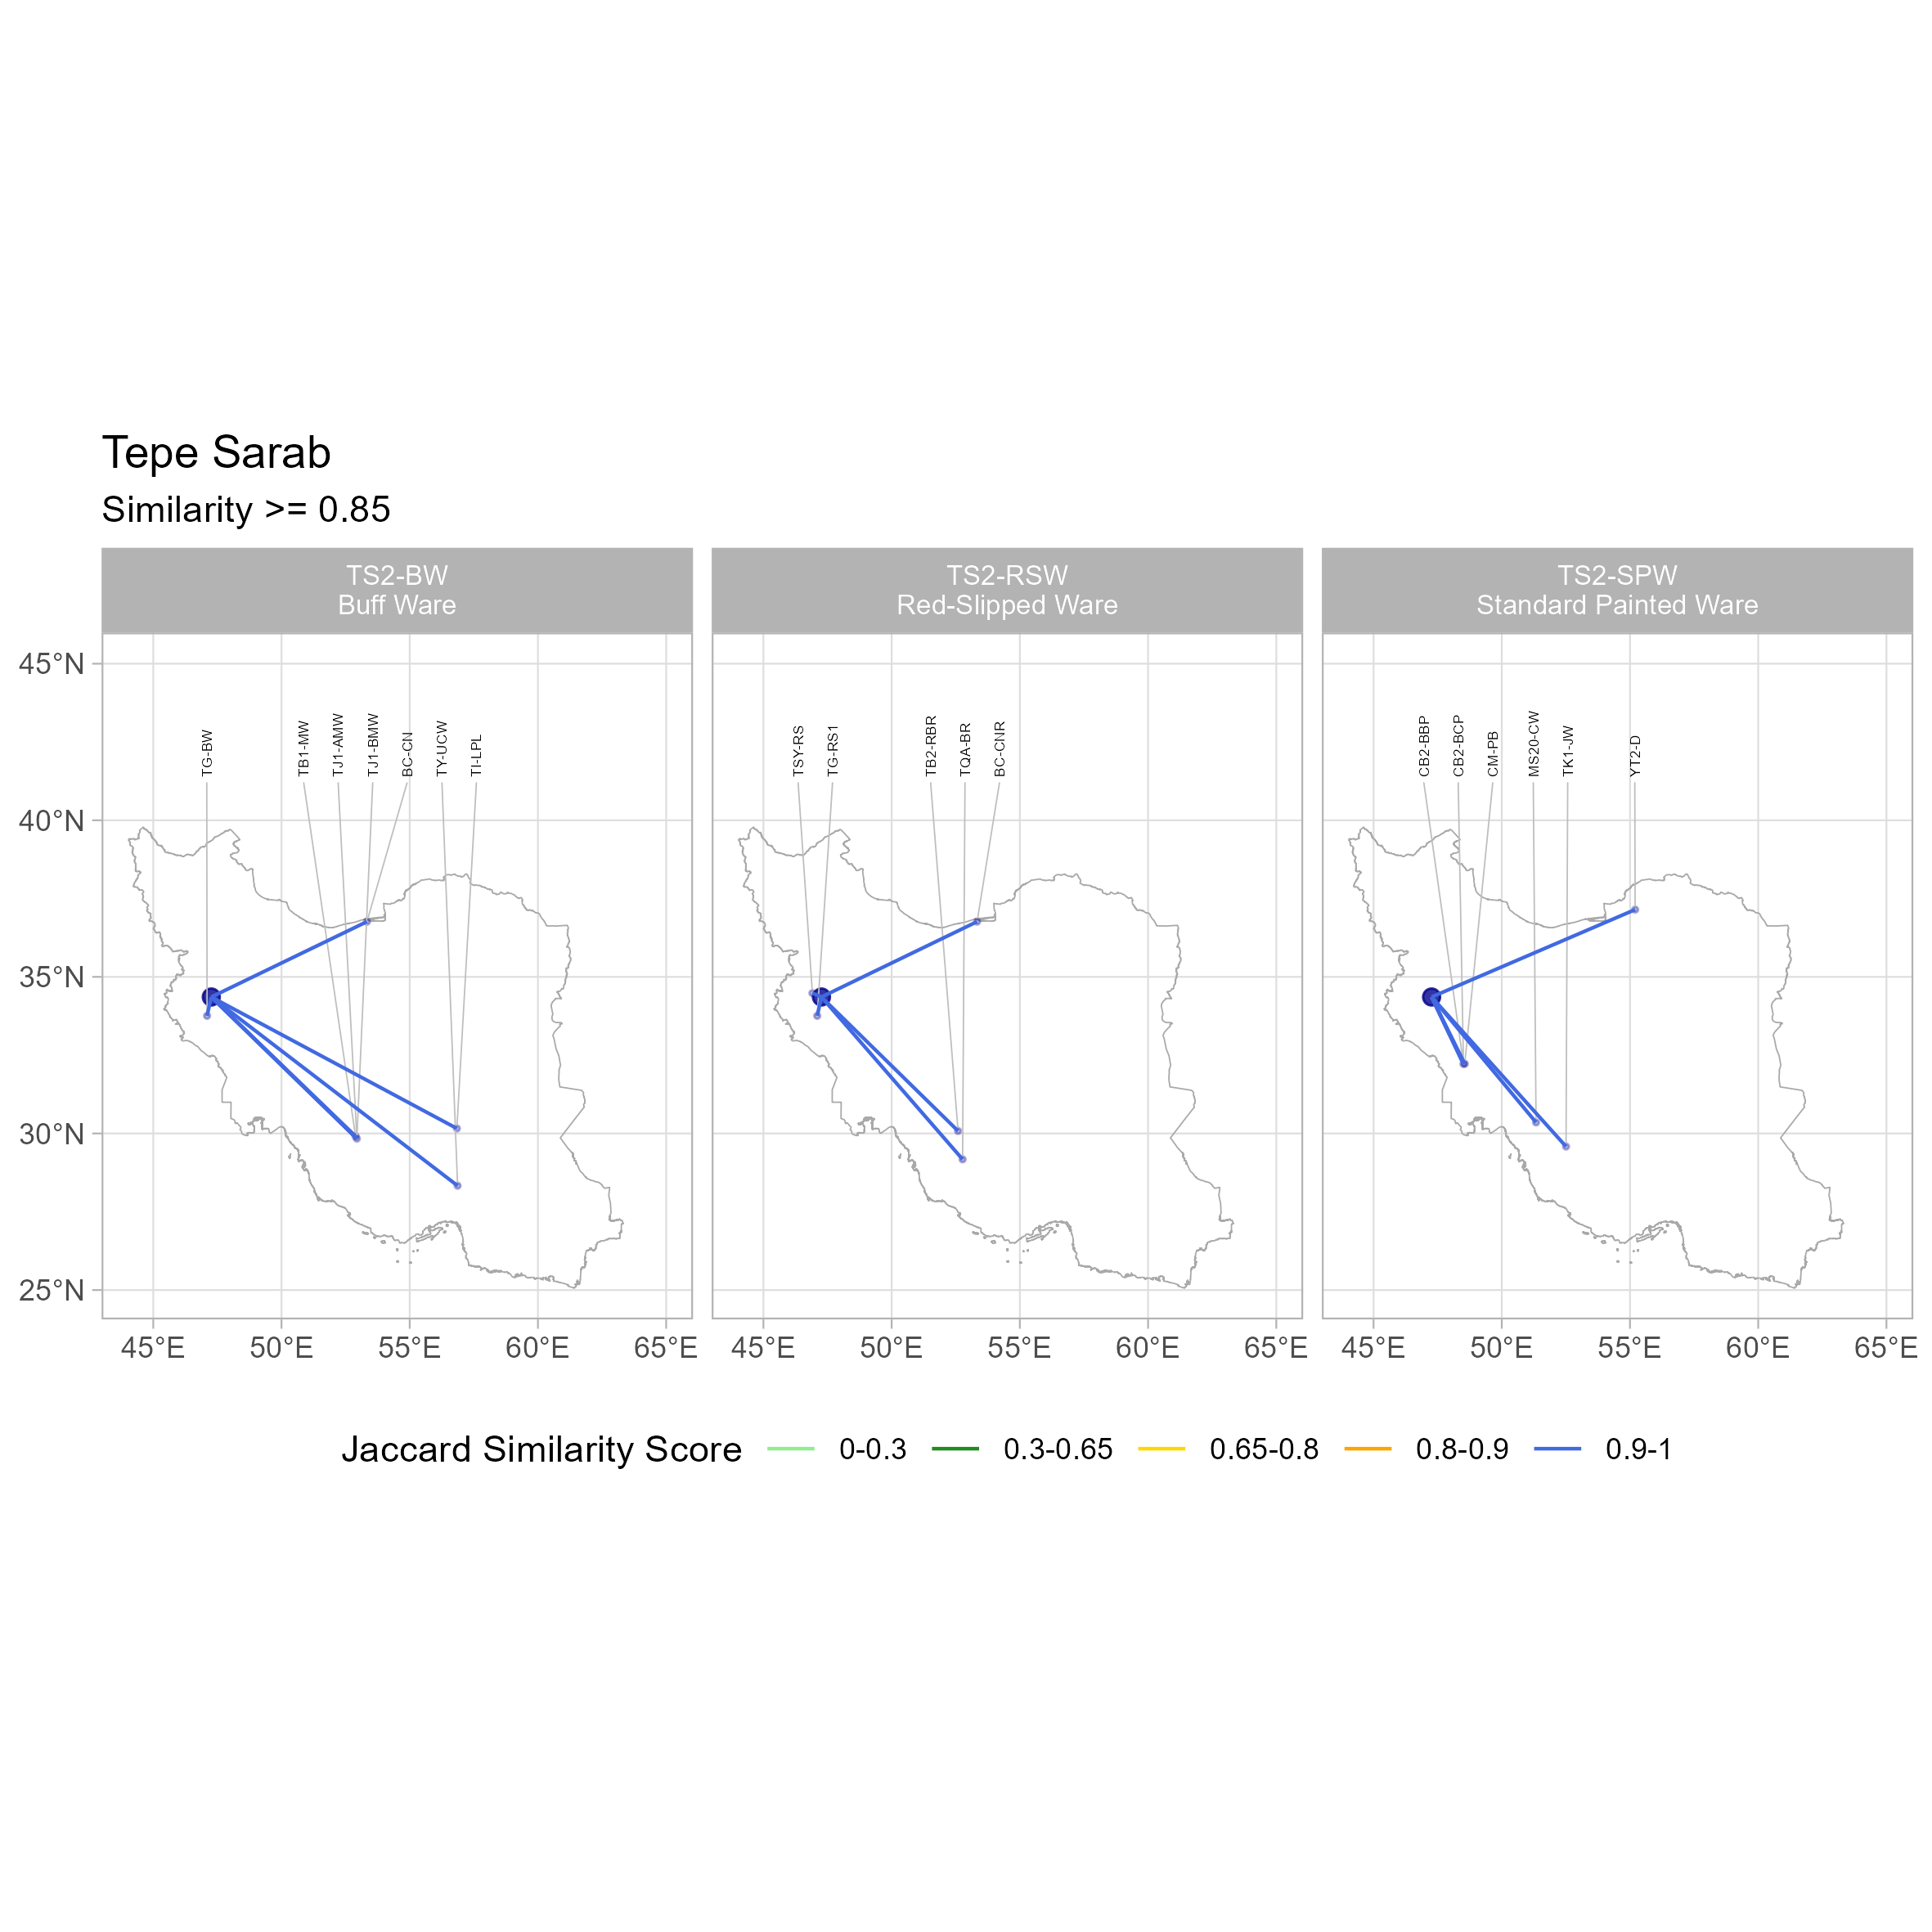 Tepe Sarab
Similarity >= 0.85
TS2-BW
Buff Ware
TS2-RSW
Red-Slipped Ware
TS2-SPW
Standard Painted Ware
45°N
40°N
35°N
30°N
25°N
TG-BW
TB1-MW
TJ1-AMW
TJ1-BMW
BC-CN
TY-UCW
TI-LPL
TSY-RS
TG-RS1
TB2-RBR
TQA-BR
BC-CNR
CB2-BBP
CB2-BCP
CM-PB
MS20-CW
TK1-JW
YT2-D
45°E 50°E 55°E 60°E 65°E
45°E 50°E 55°E 60°E 65°E
45°E 50°E 55°E 60°E 65°E
Jaccard Similarity Score 0-0.3 0.3-0.65 0.65-0.8 0.8-0.9 0.9-1